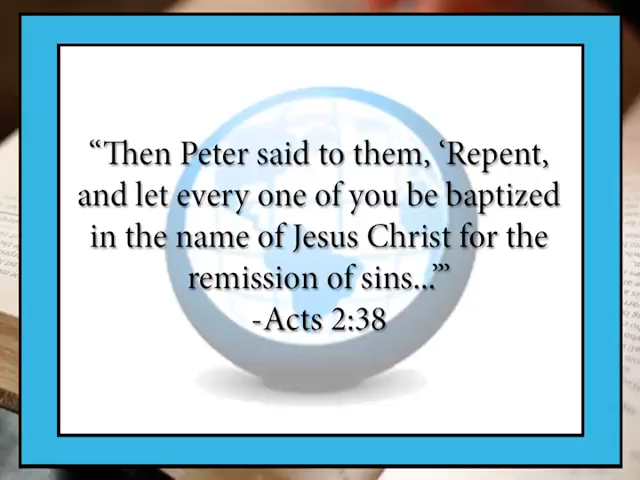 “Then Peter said to them, ‘Repent,
and let every one of you be baptized
in the name of Jesus Christ for the
remission of sins...’”
-Acts 2:38